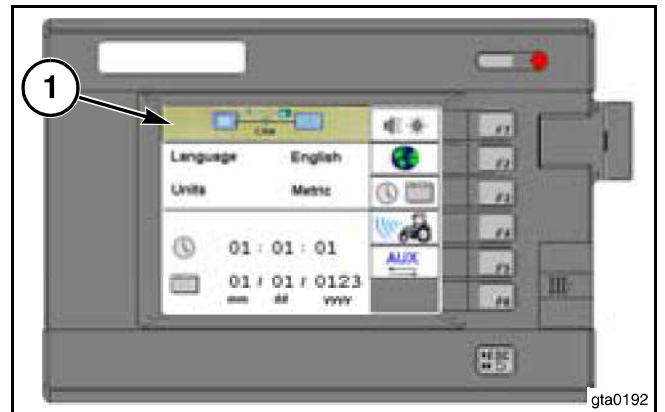 1
CAN
F1
Language English
F2
Units Metric
F3
F4
01 : 01 : 01
AUX
F5
01 / 01 / 0123
mm dd yyyy
F6
gta0192